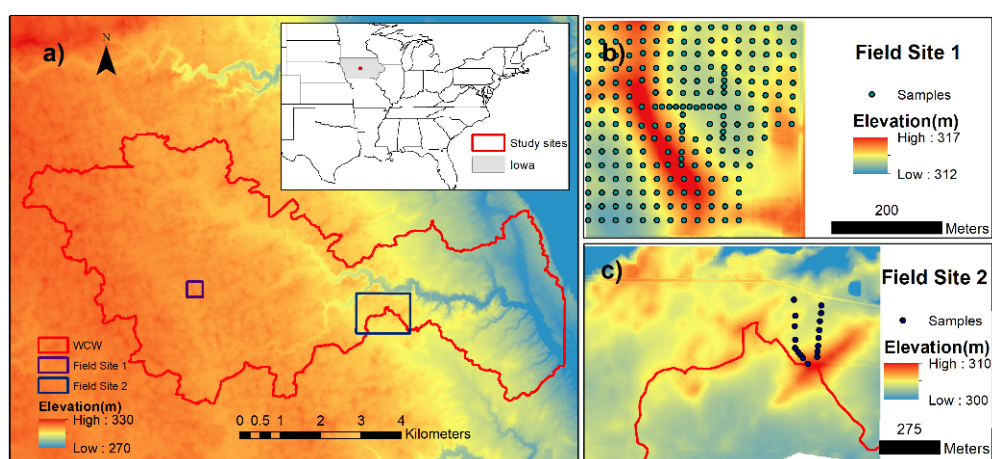 a)
N
Study sites
Iowa
WCW
Field Site 1
Field Site 2
Elevation(m)
High : 330
Low : 270
0 0.5 1 2 3 4
Kilometers
b)
Field Site 1
Samples
Elevation(m)
High : 317
Low : 312
200
Meters
c)
Field Site 2
Samples
Elevation(m)
High : 310
Low : 300
275
Meters